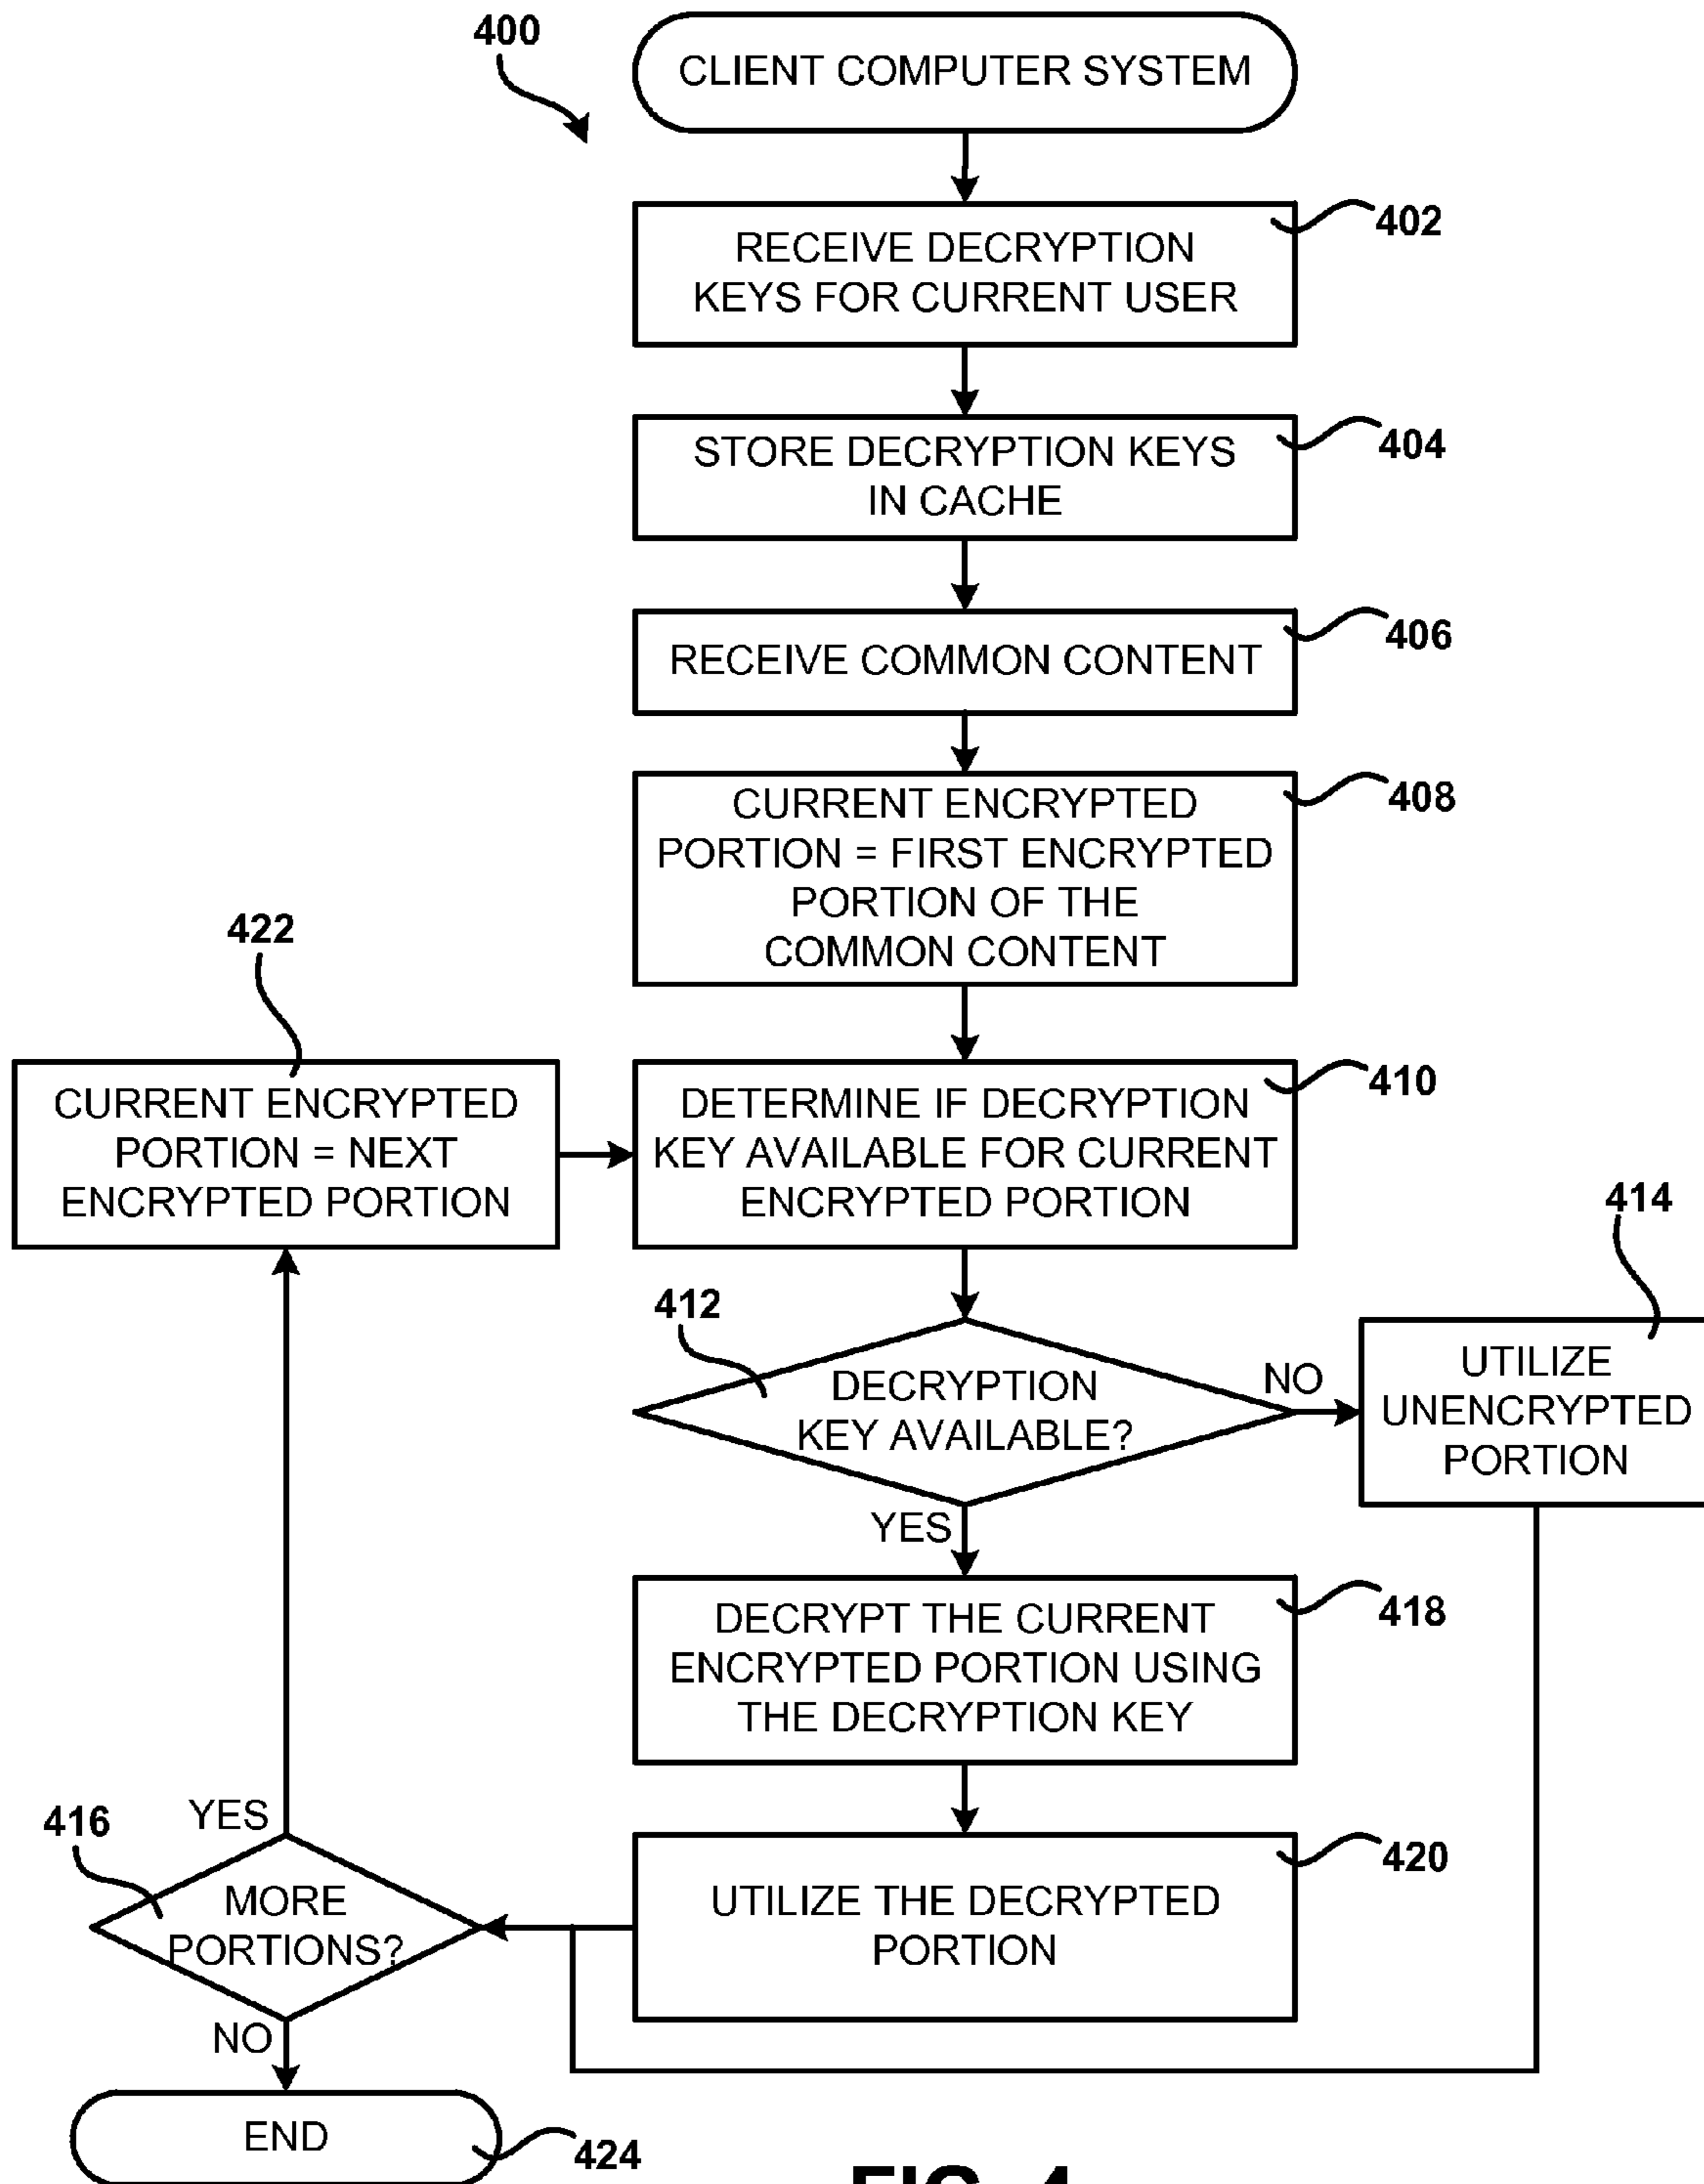 400
CLIENT COMPUTER SYSTEM
402
RECEIVE DECRYPTION
KEYS FOR CURRENT USER
404
STORE DECRYPTION KEYS
IN CACHE
406
RECEIVE COMMON CONTENT
408
CURRENT ENCRYPTED
PORTION = FIRST ENCRYPTED
PORTION OF THE
COMMON CONTENT
422
CURRENT ENCRYPTED
PORTION = NEXT
ENCRYPTED PORTION
410
DETERMINE IF DECRYPTION
KEY AVAILABLE FOR CURRENT
ENCRYPTED PORTION
412
DECRYPTION
KEY AVAILABLE?
NO
414
UTILIZE
UNENCRYPTED
PORTION
YES
418
DECRYPT THE CURRENT
ENCRYPTED PORTION USING
THE DECRYPTION KEY
420
UTILIZE THE DECRYPTED
PORTION
416
YES
MORE
PORTIONS?
NO
END
424
FIG. 4